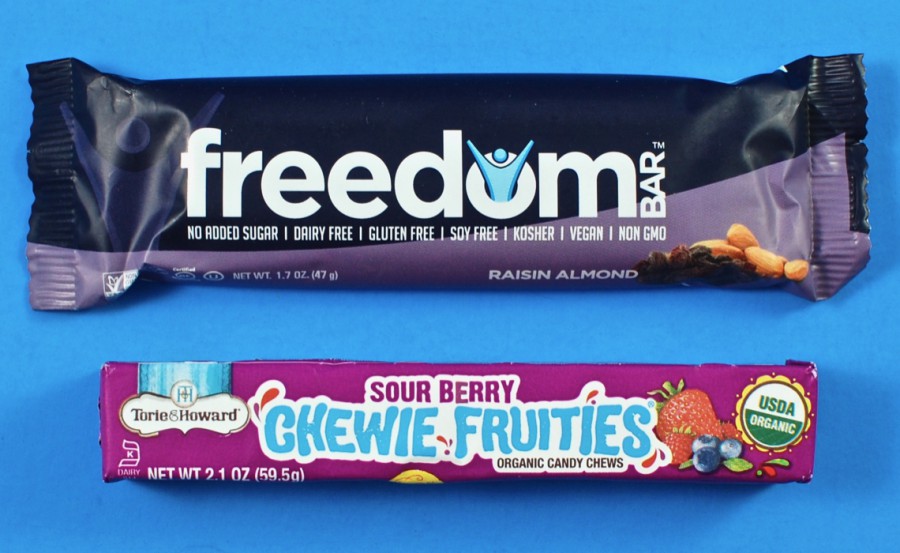 freedom BAR™
NO ADDED SUGAR | DAIRY FREE | GLUTEN FREE | SOY FREE | KOSHER | VEGAN | NON GMO
NET WT. 1.7 OZ. (47 g)
RAISIN ALMOND
TH
Torie & Howard®
SOUR BERRY
CHEWIE FRUITIES®
ORGANIC CANDY CHEWS
USDA
ORGANIC
K
DAIRY
NET WT 2.1 OZ (59.5g)